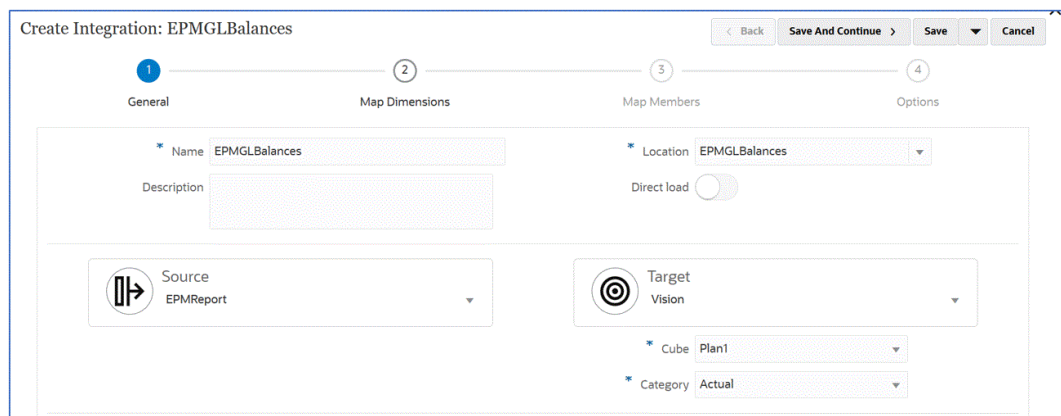 Create Integration: EPMGLBalances
< Back Save And Continue > Save Cancel
1 2 3 4
General Map Dimensions Map Members Options
* Name EPMGLBalances * Location EPMGLBalances
Description Direct load
Source Target
EPMReport Vision
* Cube Plan1
* Category Actual